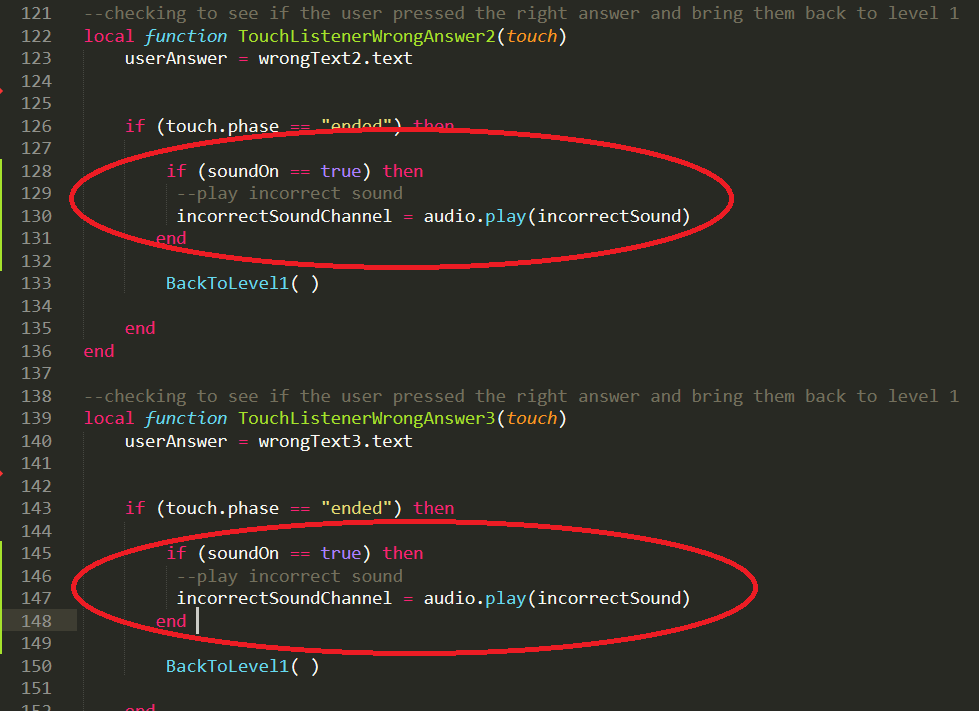 121 --checking to see if the user pressed the right answer and bring them back to level 1
122 local function TouchListenerWrongAnswer2(touch)
123 userAnswer = wrongText2.text
124
125
126 if (touch.phase == "ended") then
127
128 if (soundOn == true) then
129 --play incorrect sound
130 incorrectSoundChannel = audio.play(incorrectSound)
131 end
132
133 BackToLevel1( )
134
135 end
136 end
137
138 --checking to see if the user pressed the right answer and bring them back to level 1
139 local function TouchListenerWrongAnswer3(touch)
140 userAnswer = wrongText3.text
141
142
143 if (touch.phase == "ended") then
144
145 if (soundOn == true) then
146 --play incorrect sound
147 incorrectSoundChannel = audio.play(incorrectSound)
148 end
149
150 BackToLevel1( )
151
152 end